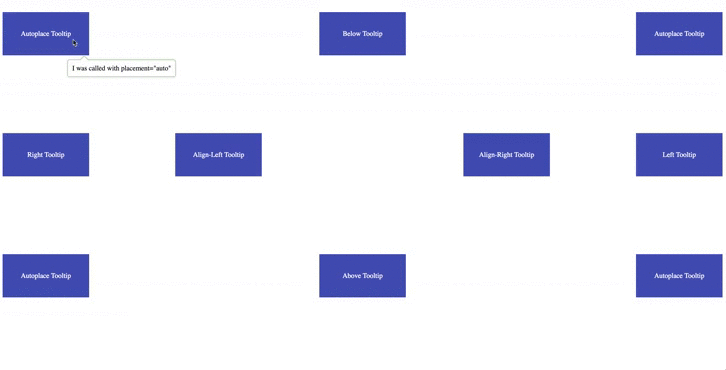 Autoplace Tooltip
Below Tooltip
Autoplace Tooltip
I was called with placement="auto"
Right Tooltip
Align-Left Tooltip
Align-Right Tooltip
Left Tooltip
Autoplace Tooltip
Above Tooltip
Autoplace Tooltip